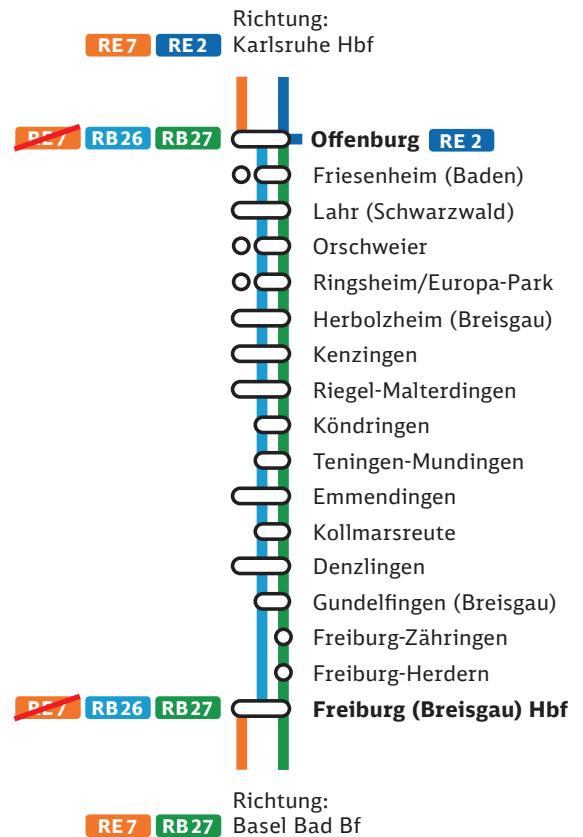 Richtung:
RE 7 RE 2 Karlsruhe Hbf
RE 7 RB 26 RB 27 Offenburg RE 2
Friesenheim (Baden)
Lahr (Schwarzwald)
Orschweier
Ringsheim/Europa-Park
Herbolzheim (Breisgau)
Kenzingen
Riegel-Malterdingen
Köndringen
Teningen-Mundingen
Emmendingen
Kollmarsreute
Denzlingen
Gundelfingen (Breisgau)
Freiburg-Zähringen
Freiburg-Herdern
RE 7 RB 26 RB 27 Freiburg (Breisgau) Hbf
Richtung:
RE 7 RB 27 Basel Bad Bf